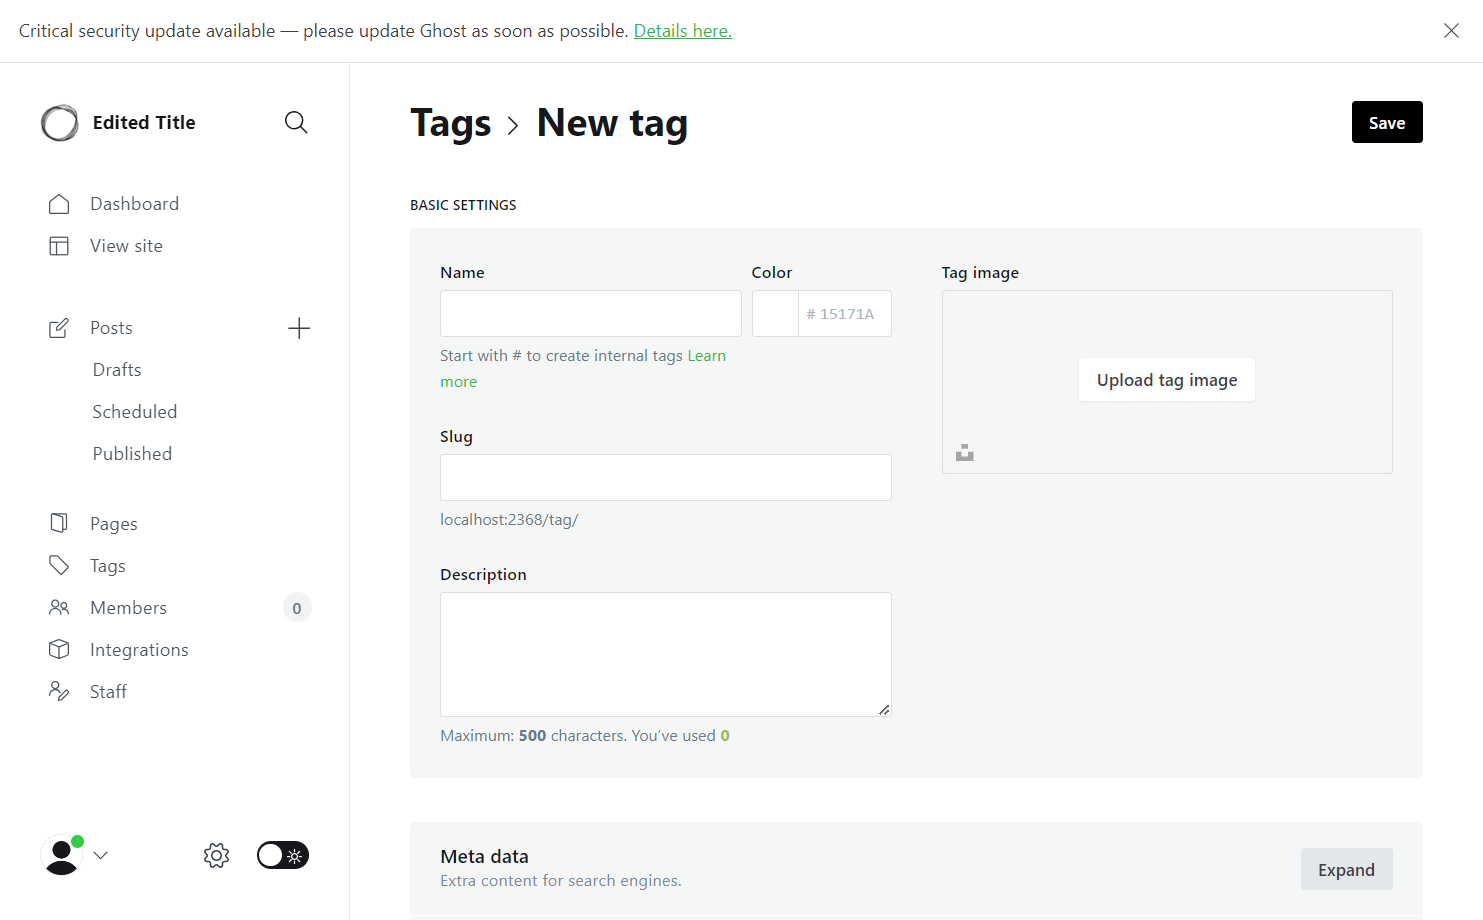 Critical security update available — please update Ghost as soon as possible. Details here.
Edited Title
Dashboard
View site
Posts
Drafts
Scheduled
Published
Pages
Tags
Members
0
Integrations
Staff
Tags > New tag
Save
BASIC SETTINGS
Name
Color
# 15171A
Start with # to create internal tags Learn
more
Slug
localhost:2368/tag/
Description
Maximum: 500 characters. You’ve used 0
Tag image
Upload tag image
Meta data
Extra content for search engines.
Expand